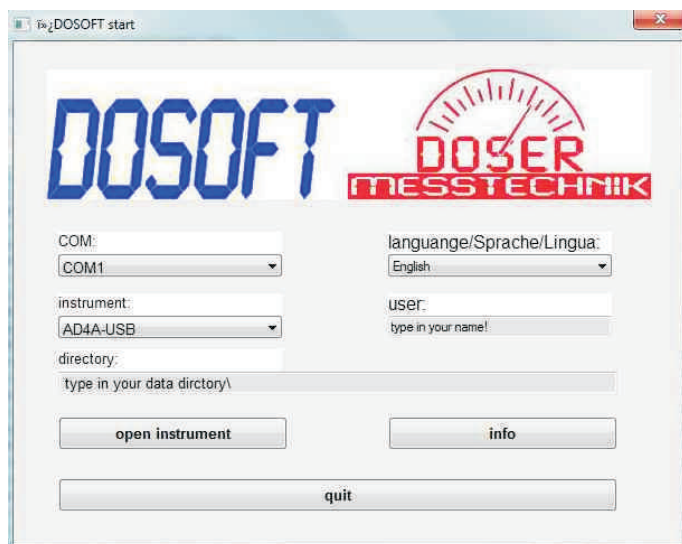 ï»¿DOSOFT start
DOSOFT
DOSER
MESSTECHNIK
COM:
languange/Sprache/Lingua:
COM1
English
instrument:
user:
AD4A-USB
type in your name!
directory:
type in your data dirctory\
open instrument
info
quit